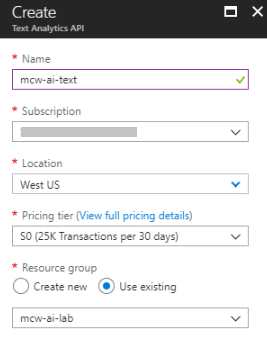 Create
Text Analytics API
* Name
mcw-ai-text
* Subscription
* Location
West US
* Pricing tier (View full pricing details)
S0 (25K Transactions per 30 days)
* Resource group
Create new Use existing
mcw-ai-lab